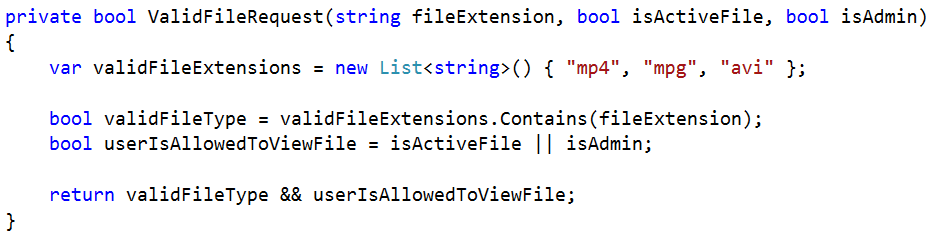 private bool ValidFileRequest(string fileExtension, bool isActiveFile, bool isAdmin)
{
    var validFileExtensions = new List<string>() { "mp4", "mpg", "avi" };

    bool validFileType = validFileExtensions.Contains(fileExtension);
    bool userIsAllowedToViewFile = isActiveFile || isAdmin;

    return validFileType && userIsAllowedToViewFile;
}